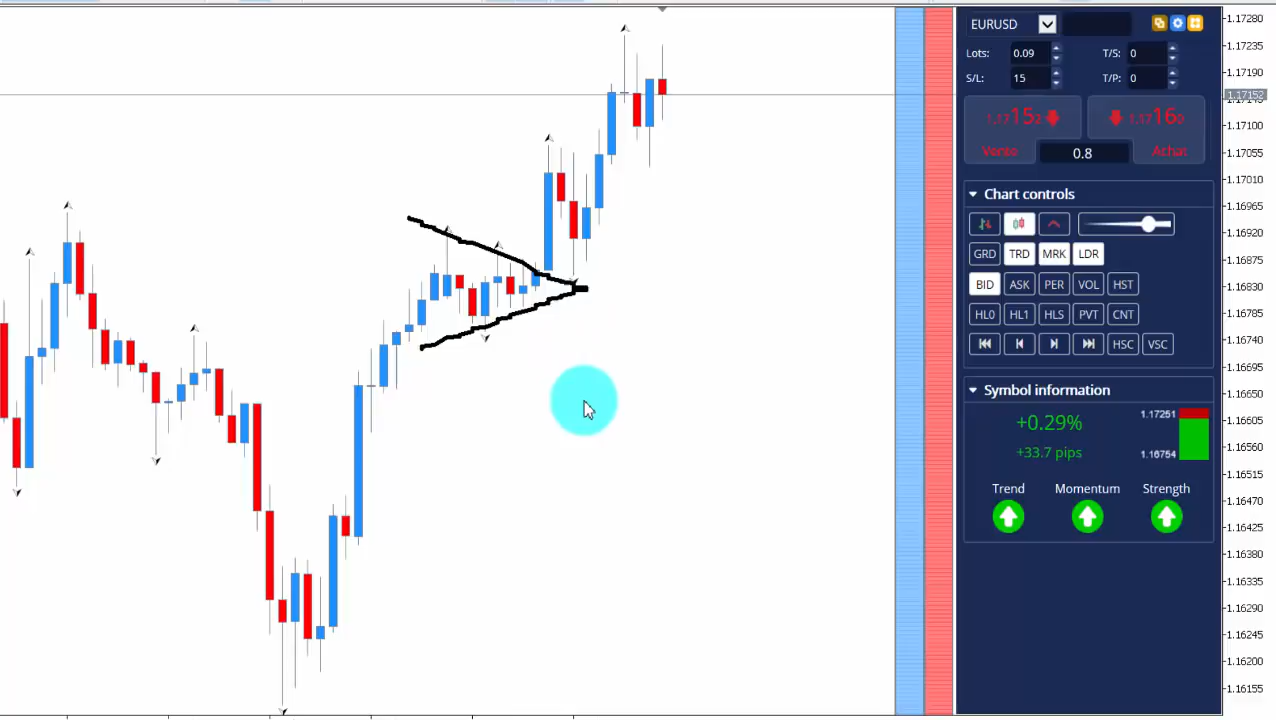 EURUSD
Lots: 0.09 T/S: 0
S/L: 15 T/P: 0
1.17152 1.17160
Vente 0.8 Achat
Chart controls
GRD TRD MRK LDR
BID ASK PER VOL HST
HL0 HL1 HLS PVT CNT
HSC VSC
Symbol information
+0.29% 1.17251
+33.7 pips 1.16754
Trend Momentum Strength
1.17280
1.17235
1.17190
1.17152
1.17100
1.17055
1.17010
1.16965
1.16920
1.16875
1.16830
1.16785
1.16740
1.16695
1.16650
1.16560
1.16515
1.16470
1.16425
1.16380
1.16335
1.16290
1.16245
1.16200
1.16155